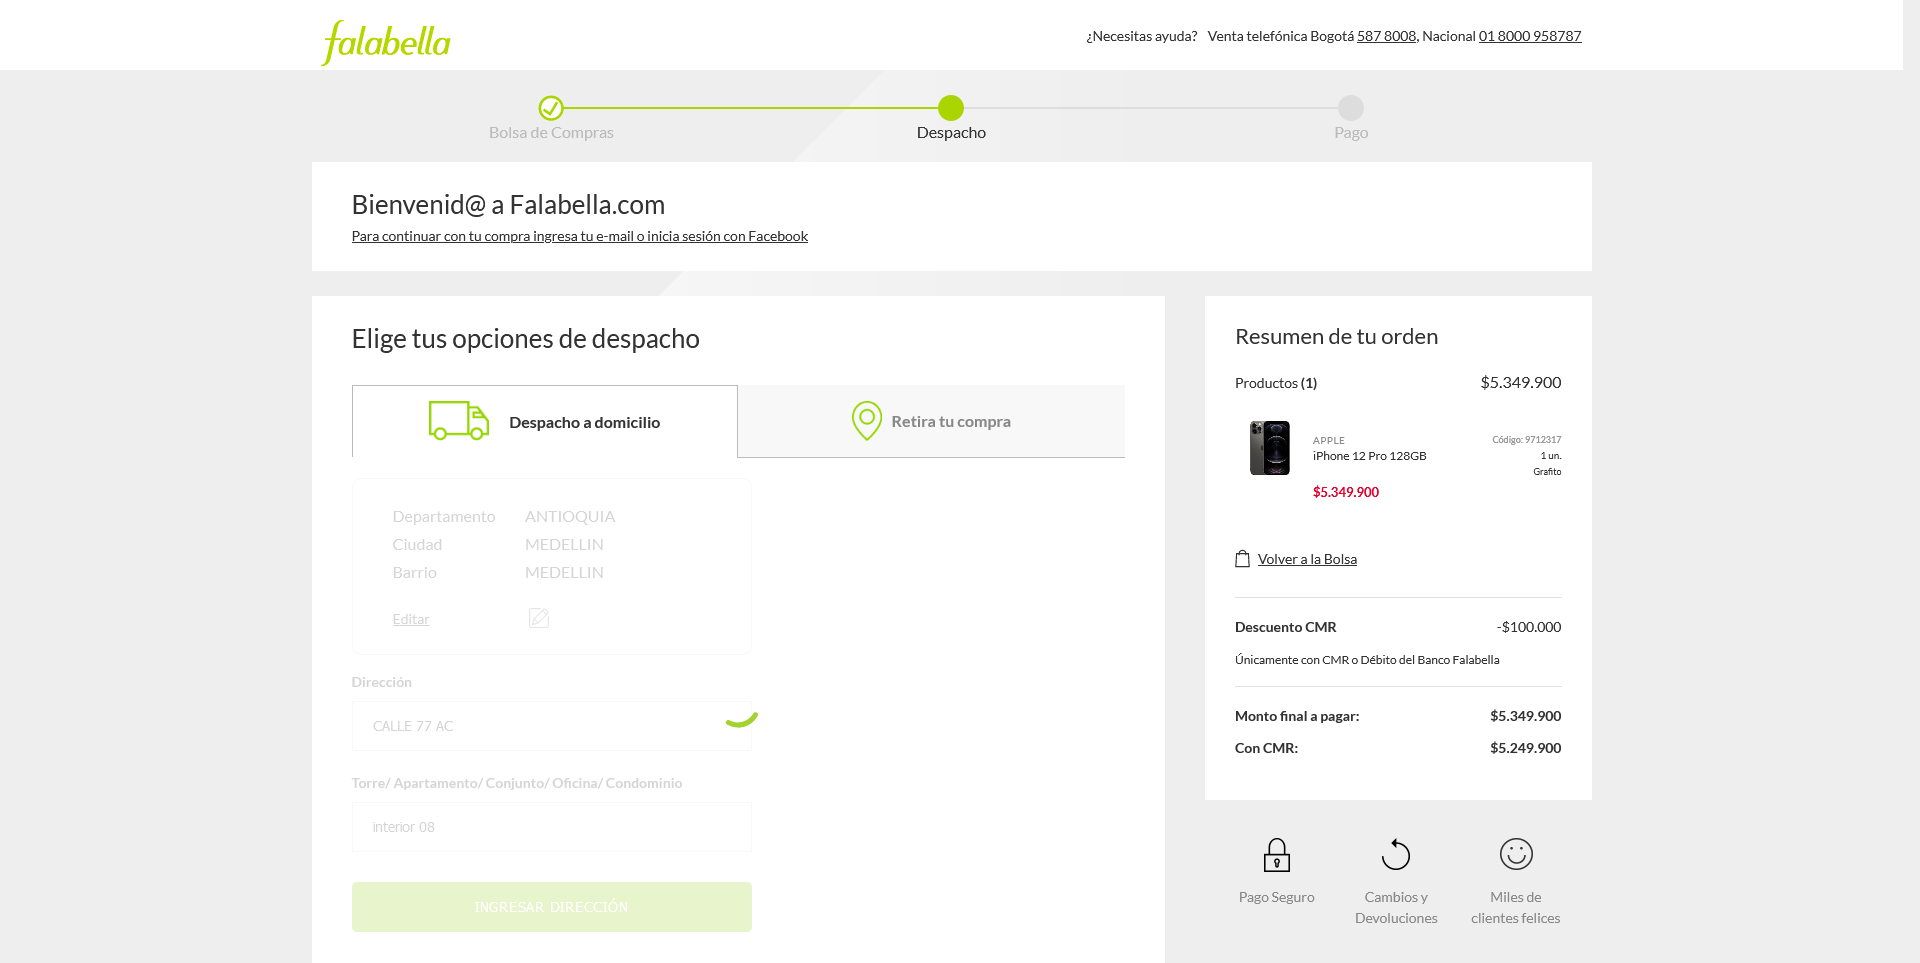 falabella
¿Necesitas ayuda? Venta telefónica Bogotá 587 8008, Nacional 01 8000 958787
Bolsa de Compras
Despacho
Pago
Bienvenid@ a Falabella.com
Para continuar con tu compra ingresa tu e-mail o inicia sesión con Facebook
Elige tus opciones de despacho
Despacho a domicilio
Retira tu compra
Departamento ANTIOQUIA
Ciudad MEDELLIN
Barrio MEDELLIN
Editar
Dirección
CALLE 77 AC
Torre/ Apartamento/ Conjunto/ Oficina/ Condominio
interior 08
INGRESAR DIRECCIÓN
Resumen de tu orden
Productos (1) $5.349.900
APPLE
iPhone 12 Pro 128GB
$5.349.900
Código: 9712317
1 un.
Grafito
Volver a la Bolsa
Descuento CMR -$100.000
Únicamente con CMR o Débito del Banco Falabella
Monto final a pagar: $5.349.900
Con CMR: $5.249.900
Pago Seguro
Cambios y
Devoluciones
Miles de
clientes felices